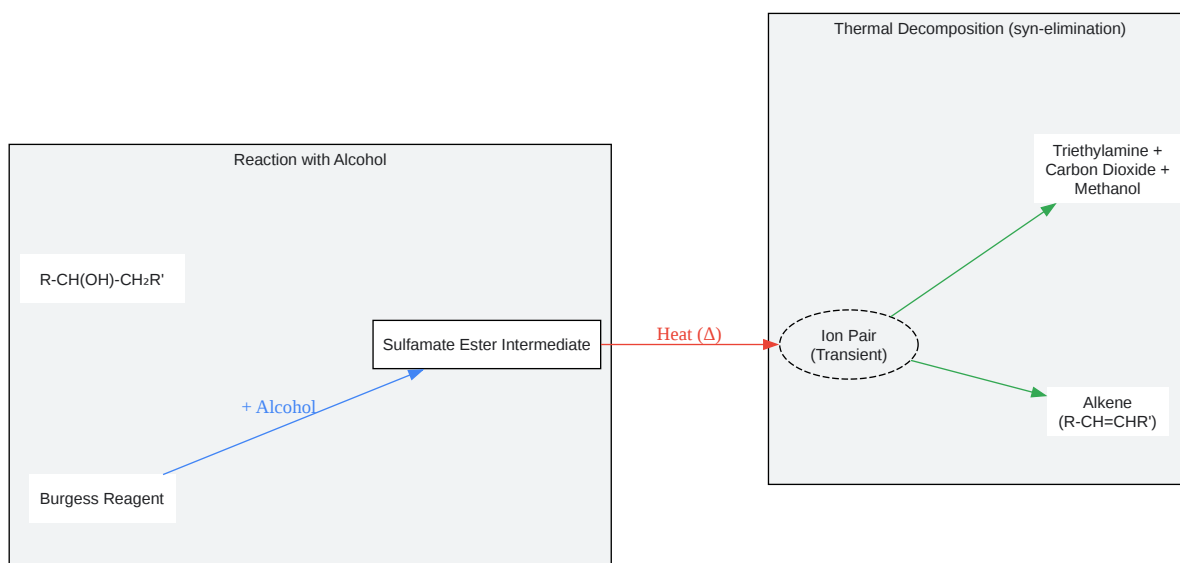 Reaction with Alcohol
R-CH(OH)-CH₂R'
Sulfamate Ester Intermediate
+ Alcohol
Burgess Reagent
Heat (Δ)
Thermal Decomposition (syn-elimination)
Triethylamine +
Carbon Dioxide +
Methanol
Ion Pair
(Transient)
Alkene
(R-CH=CHR')